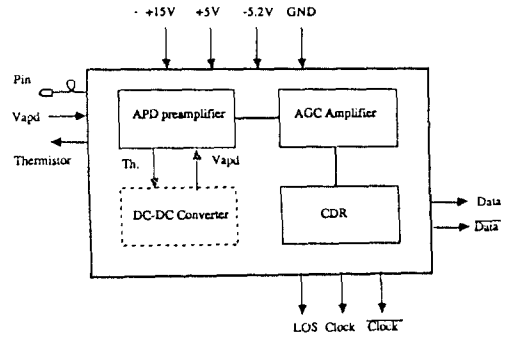 - +15V +5V -5.2V GND
Pin
Vapd
Thermistor
APD preamplifier
AGC Amplifier
Th. Vapd
DC-DC Converter
CDR
Data
Data
LOS Clock Clock